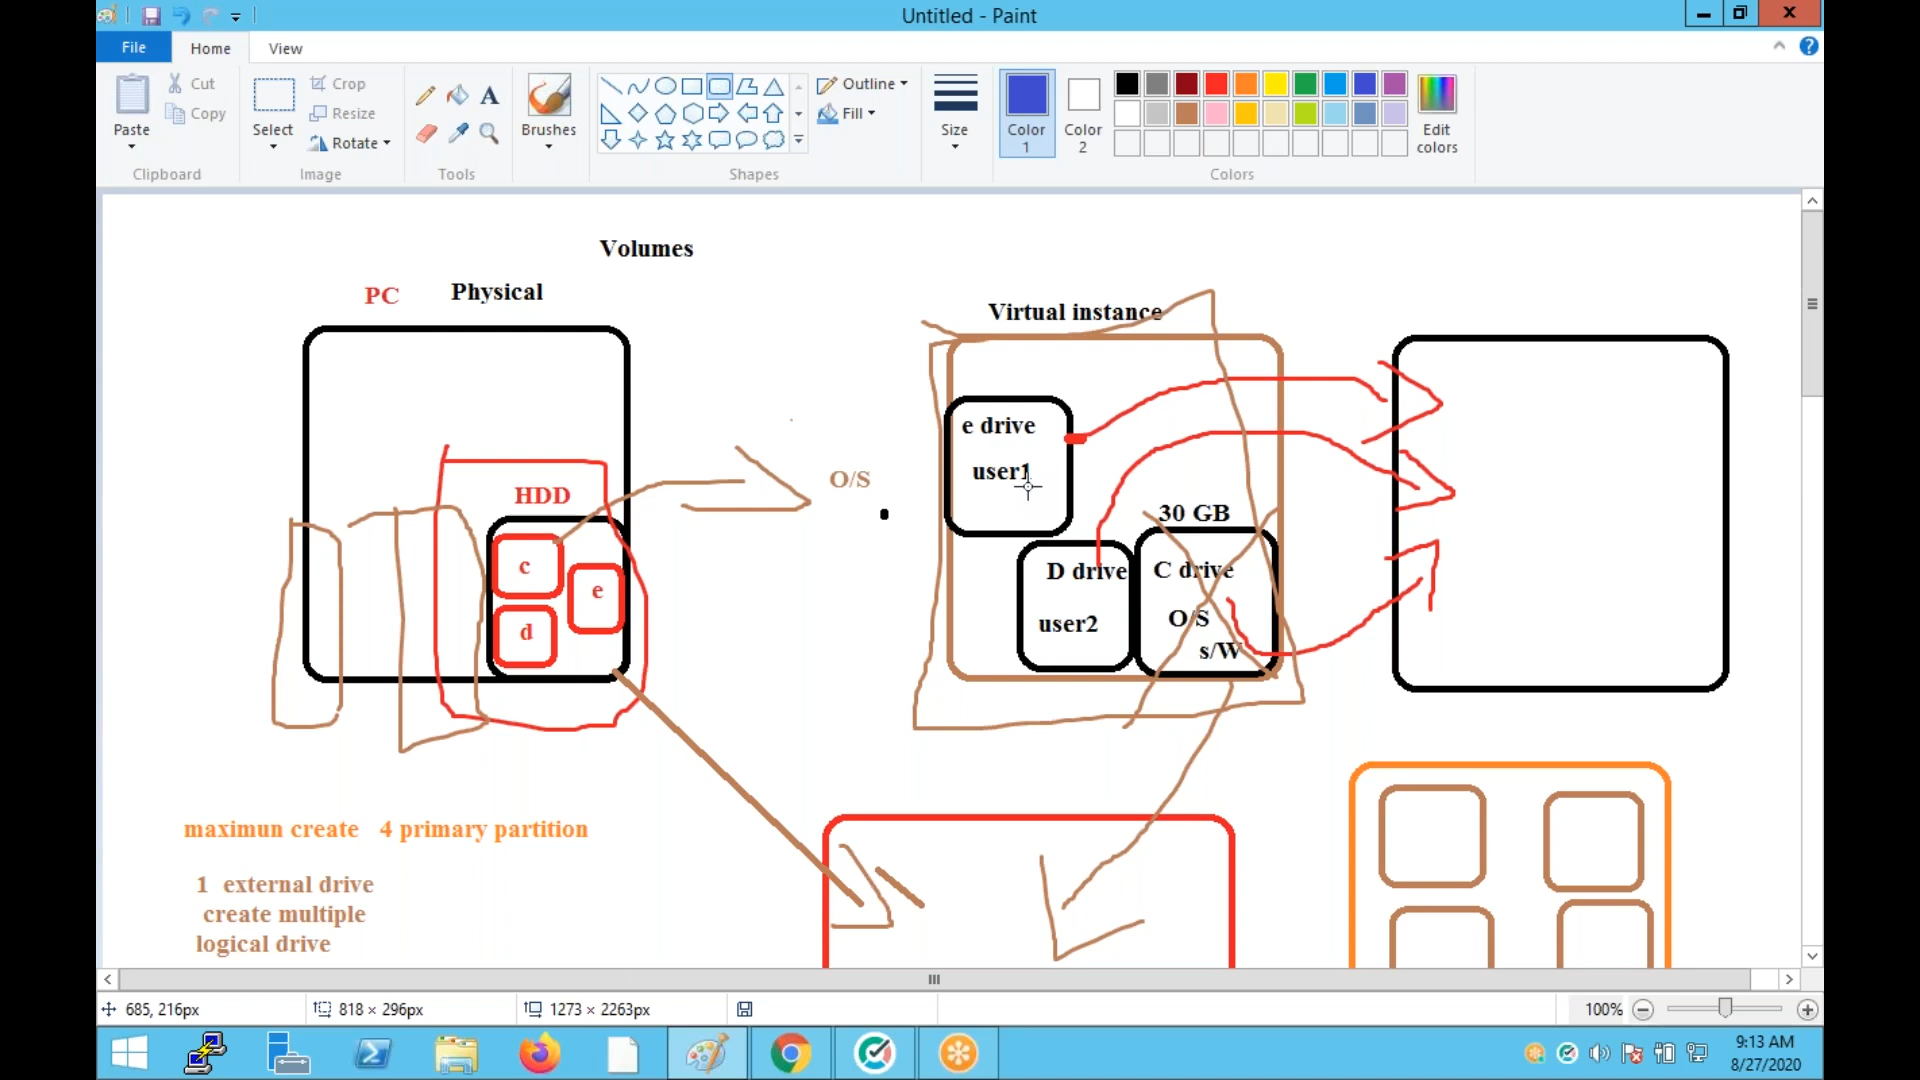 Untitled - Paint
File
Home
View
Paste
Cut
Copy
Clipboard
Select
Crop
Resize
Rotate
Image
A
Tools
Brushes
Outline
Fill
Shapes
Size
Color 1
Color 2
Edit colors
Colors
Volumes
PC
Physical
Virtual instance
HDD
c
e
d
O/S
e drive
user1
30 GB
D drive
user2
C drive
O/S
s/W
maximun create 4 primary partition
1 external drive
create multiple
logical drive
685, 216px
818 × 296px
1273 × 2263px
100%
9:13 AM
8/27/2020